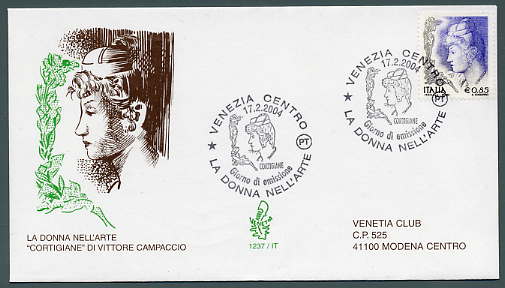 VENEZIA CENTRO
17.2.2004
CORTIGIANE
Giorno di emissione
LA DONNA NELL'ARTE
PT
ITALIA
€0,65
VENEZIA CENTRO
17.2.2004
CORTIGIANE
Giorno di emissione
LA DONNA NELL'ARTE
PT
1237/IT
LA DONNA NELL'ARTE
"CORTIGIANE" DI VITTORE CAMPACCIO
VENETIA CLUB
C.P. 525
41100 MODENA CENTRO